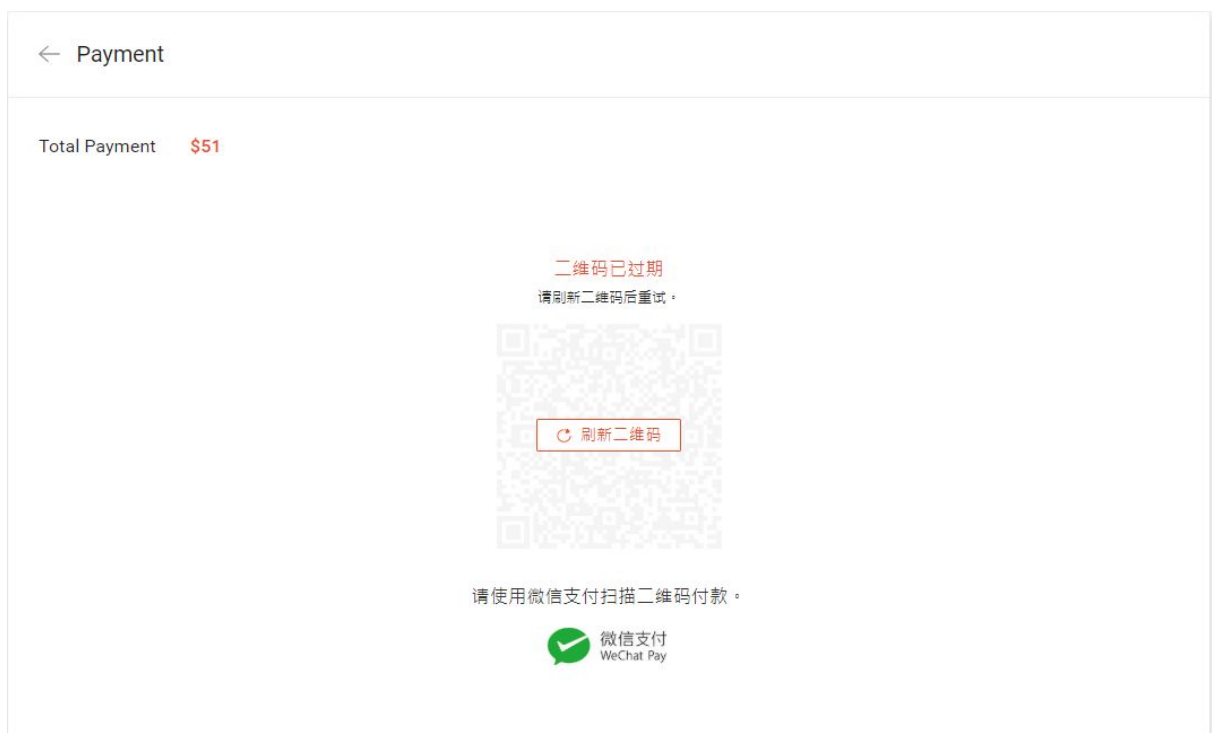 Payment
Total Payment $51
二维码已过期
请刷新二维码后重试。
刷新二维码
请使用微信支付扫描二维码付款。
微信支付
WeChat Pay